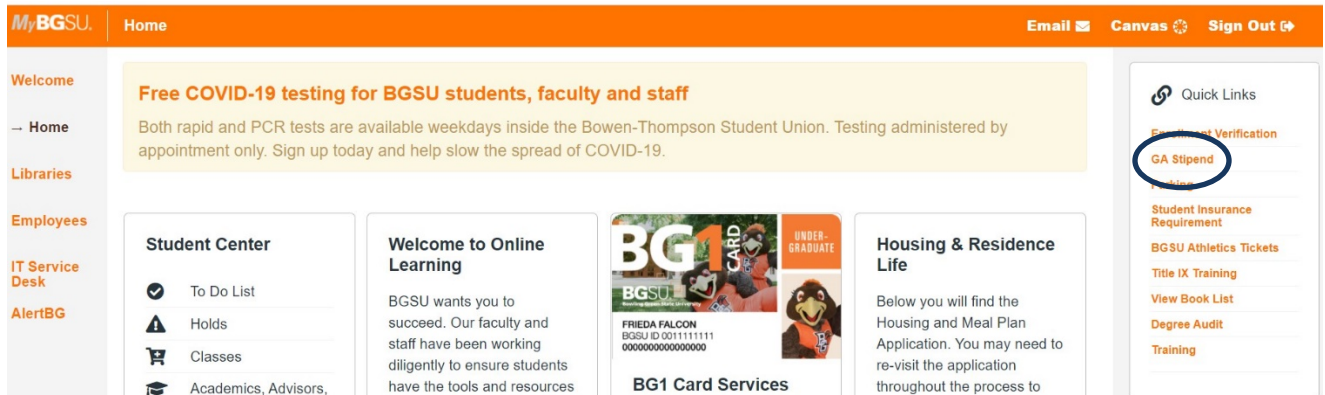 MyBGSU.
Home
Email
Canvas
Sign Out
Welcome
→ Home
Libraries
Employees
IT Service
Desk
AlertBG
Free COVID-19 testing for BGSU students, faculty and staff
Both rapid and PCR tests are available weekdays inside the Bowen-Thompson Student Union. Testing administered by
appointment only. Sign up today and help slow the spread of COVID-19.
Student Center
To Do List
Holds
Classes
Academics, Advisors,
Welcome to Online
Learning
BGSU wants you to
succeed. Our faculty and
staff have been working
diligently to ensure students
have the tools and resources
BG1 CARD
UNDER-
GRADUATE
BGSU
Bowling Green State University
FRIEDA FALCON
BGSU ID 0011111111
0000000000000000
BG1 Card Services
Housing & Residence
Life
Below you will find the
Housing and Meal Plan
Application. You may need to
re-visit the application
throughout the process to
Quick Links
Enrollment Verification
GA Stipend
Parking
Student Insurance
Requirement
BGSU Athletics Tickets
Title IX Training
View Book List
Degree Audit
Training